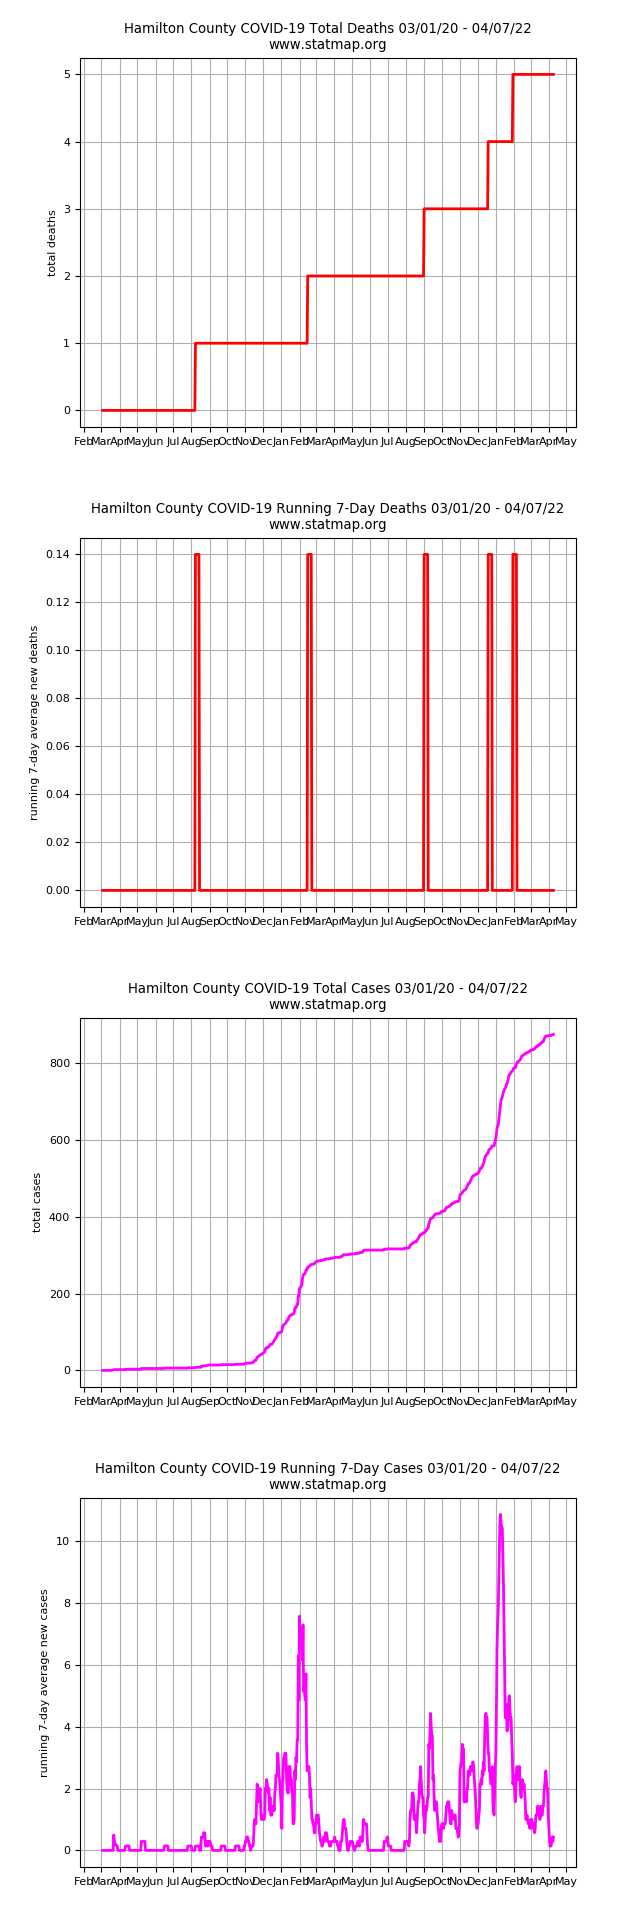 Hamilton County COVID-19 Total Deaths 03/01/20 - 04/07/22
www.statmap.org
5
4
3
2
1
0
total deaths
Feb Mar Apr May Jun Jul Aug Sep Oct Nov Dec Jan Feb Mar Apr May Jun Jul Aug Sep Oct Nov Dec Jan Feb Mar Apr May
Hamilton County COVID-19 Running 7-Day Deaths 03/01/20 - 04/07/22
www.statmap.org
0.14
0.12
0.10
0.08
0.06
0.04
0.02
0.00
running 7-day average new deaths
Feb Mar Apr May Jun Jul Aug Sep Oct Nov Dec Jan Feb Mar Apr May Jun Jul Aug Sep Oct Nov Dec Jan Feb Mar Apr May
Hamilton County COVID-19 Total Cases 03/01/20 - 04/07/22
www.statmap.org
800
600
400
200
0
total cases
Feb Mar Apr May Jun Jul Aug Sep Oct Nov Dec Jan Feb Mar Apr May Jun Jul Aug Sep Oct Nov Dec Jan Feb Mar Apr May
Hamilton County COVID-19 Running 7-Day Cases 03/01/20 - 04/07/22
www.statmap.org
10
8
6
4
2
0
running 7-day average new cases
Feb Mar Apr May Jun Jul Aug Sep Oct Nov Dec Jan Feb Mar Apr May Jun Jul Aug Sep Oct Nov Dec Jan Feb Mar Apr May